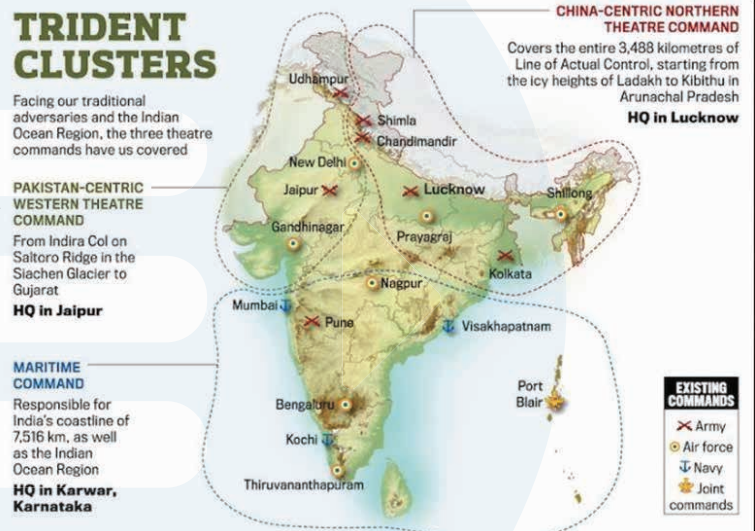 TRIDENT
CLUSTERS
Facing our traditional
adversaries and the Indian
Ocean Region, the three theatre
commands have us covered
PAKISTAN-CENTRIC
WESTERN THEATRE
COMMAND
From Indira Col on
Saltoro Ridge in the
Siachen Glacier to
Gujarat
HQ in Jaipur
MARITIME
COMMAND
Responsible for
India's coastline of
7,516 km, as well
as the Indian
Ocean Region
HQ in Karwar,
Karnataka
CHINA-CENTRIC NORTHERN
THEATRE COMMAND
Covers the entire 3,488 kilometres of
Line of Actual Control, starting from
the icy heights of Ladakh to Kibithu in
Arunachal Pradesh
HQ in Lucknow
Udhampur
Shimla
Chandimandir
New Delhi
Jaipur
Lucknow
Shillong
Gandhinagar
Prayagraj
Kolkata
Nagpur
Mumbai
Pune
Visakhapatnam
Port
Blair
Bengaluru
Kochi
Thiruvananthapuram
EXISTING
COMMANDS
Army
Air force
Navy
Joint
commands